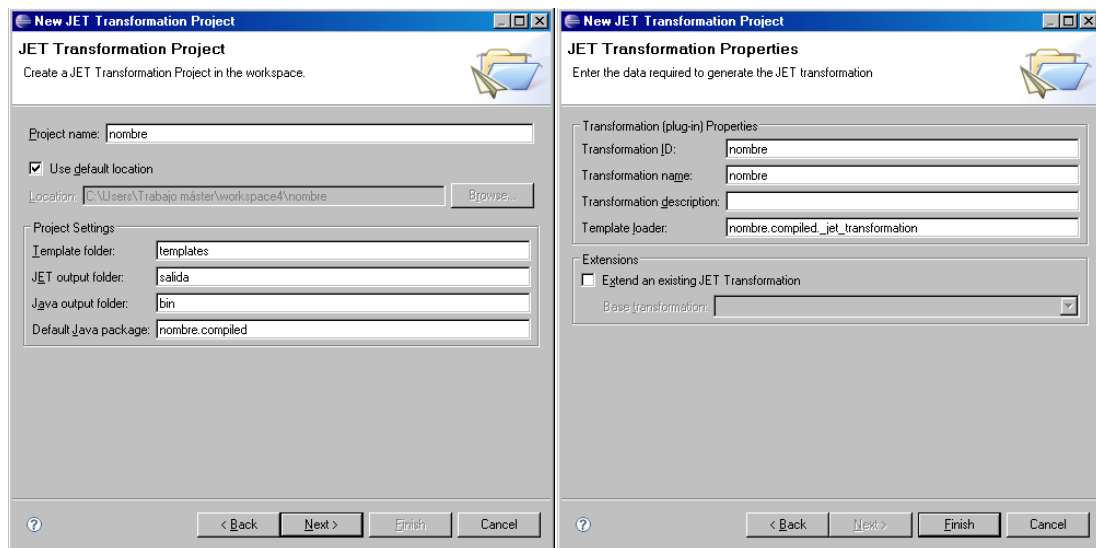 New JET Transformation Project
JET Transformation Project
Create a JET Transformation Project in the workspace.
Project name: nombre
Use default location
Location: C:\Users\Trabajo máster\workspace4\nombre Browse...
Project Settings
Template folder: templates
JET output folder: salida
Java output folder: bin
Default Java package: nombre.compiled
? < Back Next > Finish Cancel
New JET Transformation Project
JET Transformation Properties
Enter the data required to generate the JET transformation
Transformation (plug-in) Properties
Transformation ID: nombre
Transformation name: nombre
Transformation description:
Template loader: nombre.compiled._jet_transformation
Extensions
Extend an existing JET Transformation
Base transformation:
? < Back Next > Finish Cancel